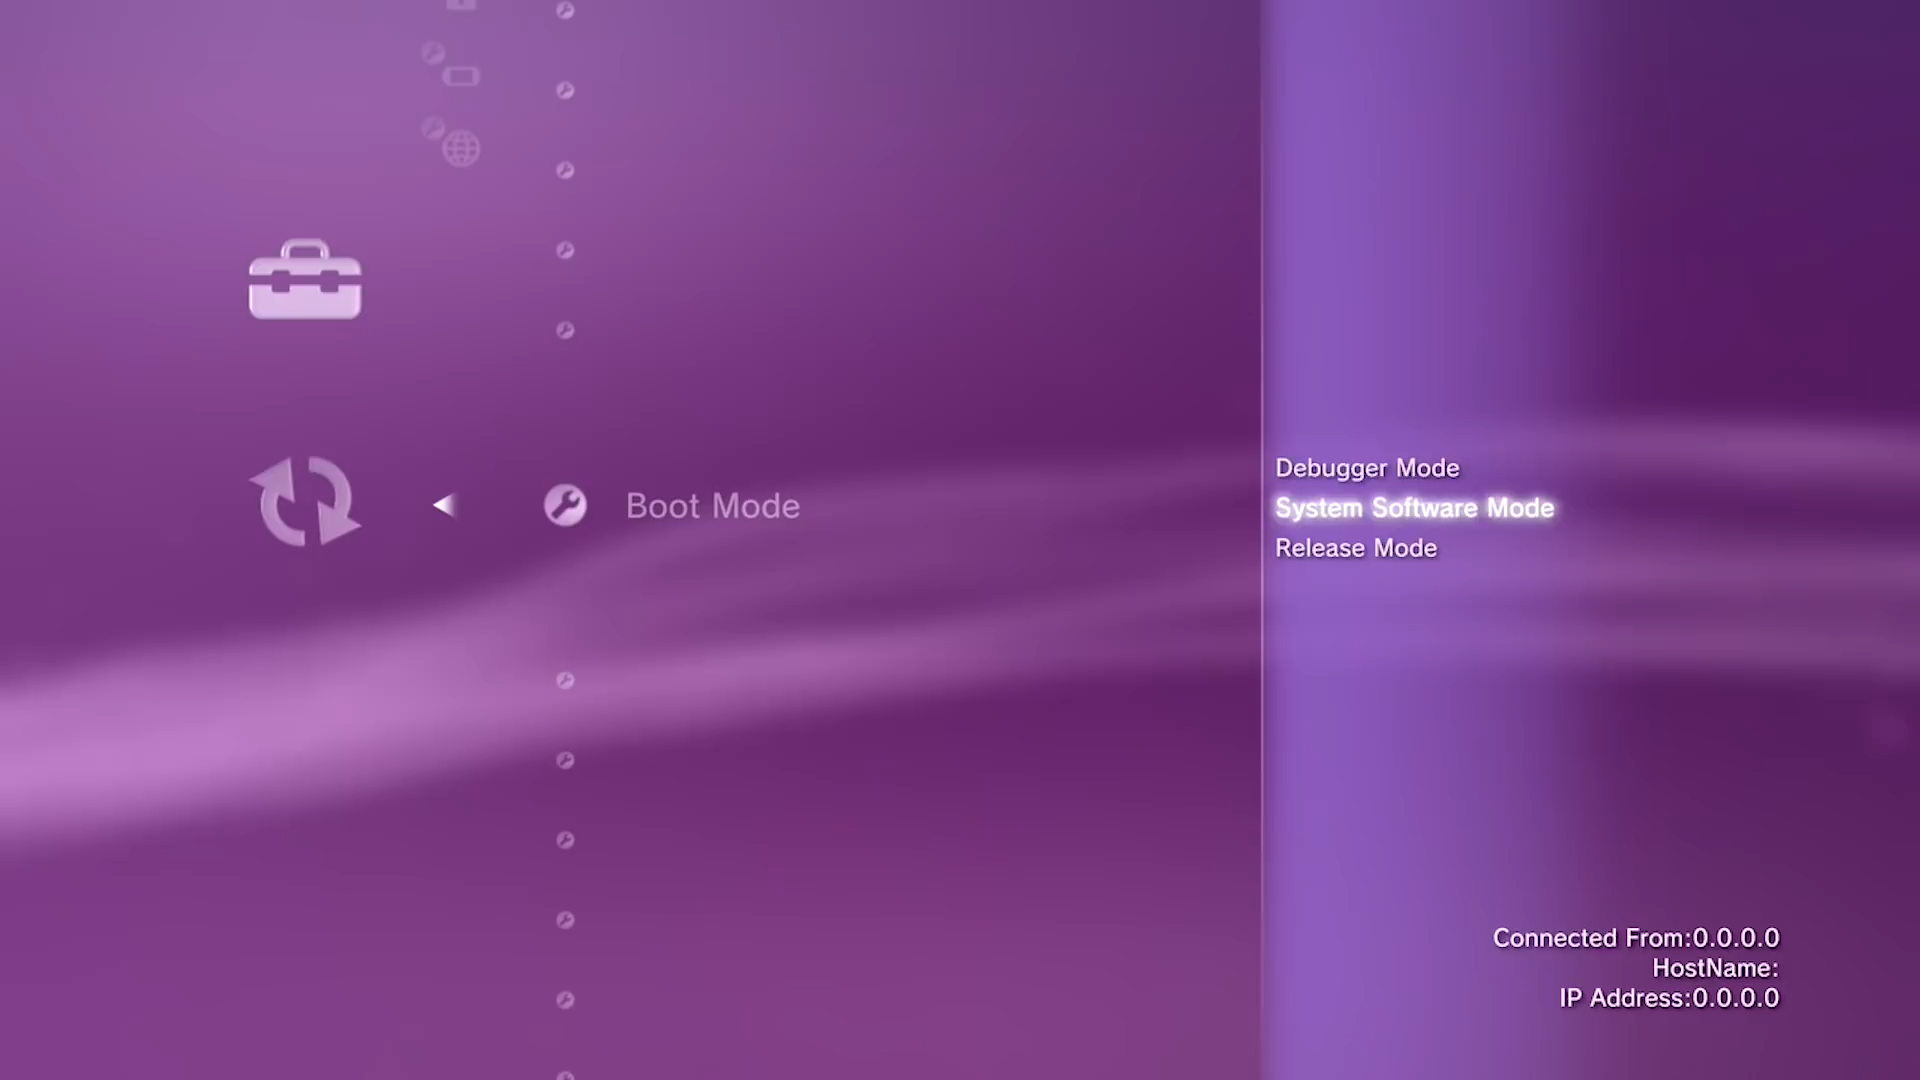 Boot Mode
Debugger Mode
System Software Mode
Release Mode
Connected From:0.0.0.0
HostName:
IP Address:0.0.0.0